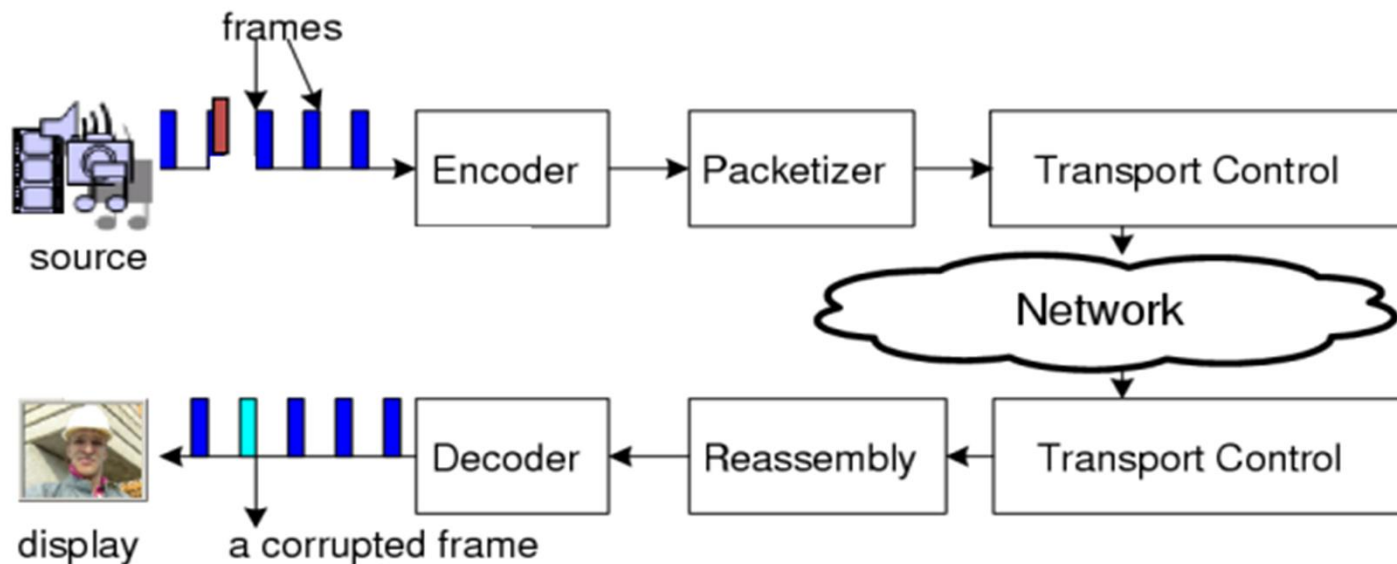 frames
Encoder
Packetizer
Transport Control
source
Network
Decoder
Reassembly
Transport Control
display
a corrupted frame